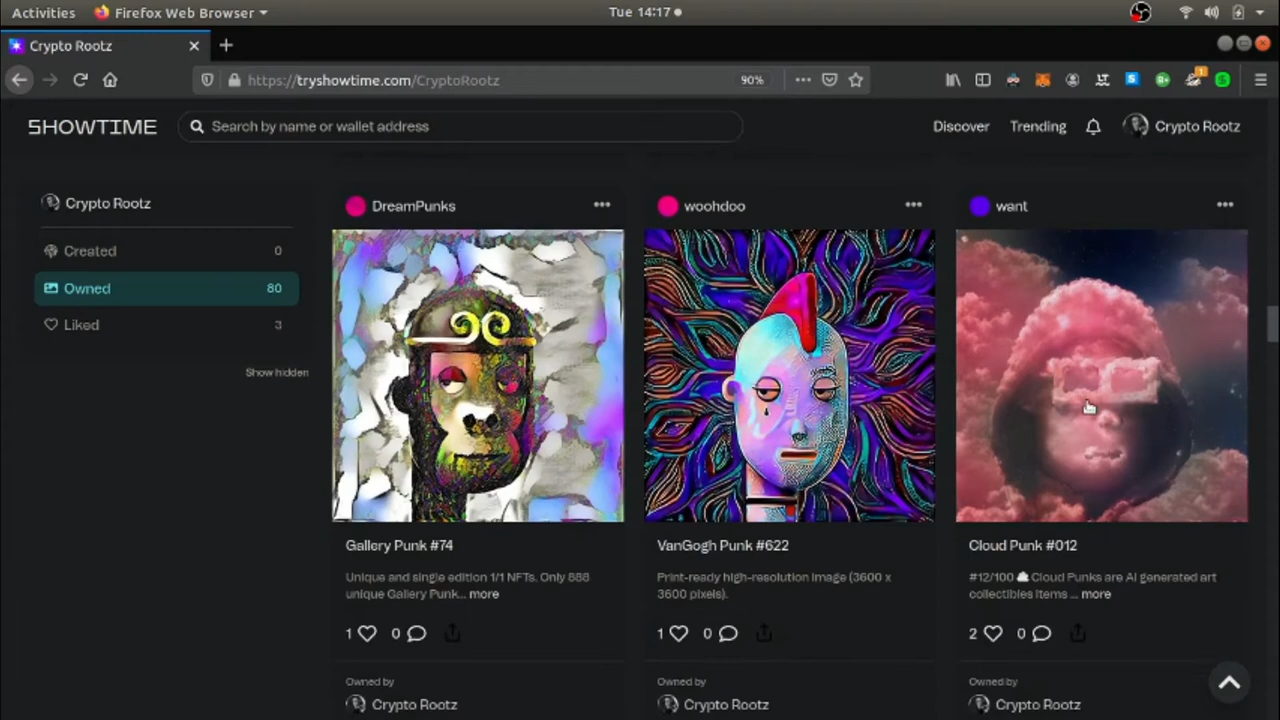 Activities Firefox Web Browser Tue 14:17
Crypto Rootz
https://tryshowtime.com/CryptoRootz 90%
SHOWTIME Search by name or wallet address Discover Trending Crypto Rootz
Crypto Rootz
Created 0
Owned 80
Liked 3
Show hidden
DreamPunks
Gallery Punk #74
Unique and single edition 1/1 NFTs. Only 888
unique Gallery Punk... more
1 0
Owned by
Crypto Rootz
woohdoo
VanGogh Punk #622
Print-ready high-resolution image (3600 x
3600 pixels).
1 0
Owned by
Crypto Rootz
want
Cloud Punk #012
#12/100 ☁Cloud Punks are AI generated art
collectibles items ... more
2 0
Owned by
Crypto Rootz